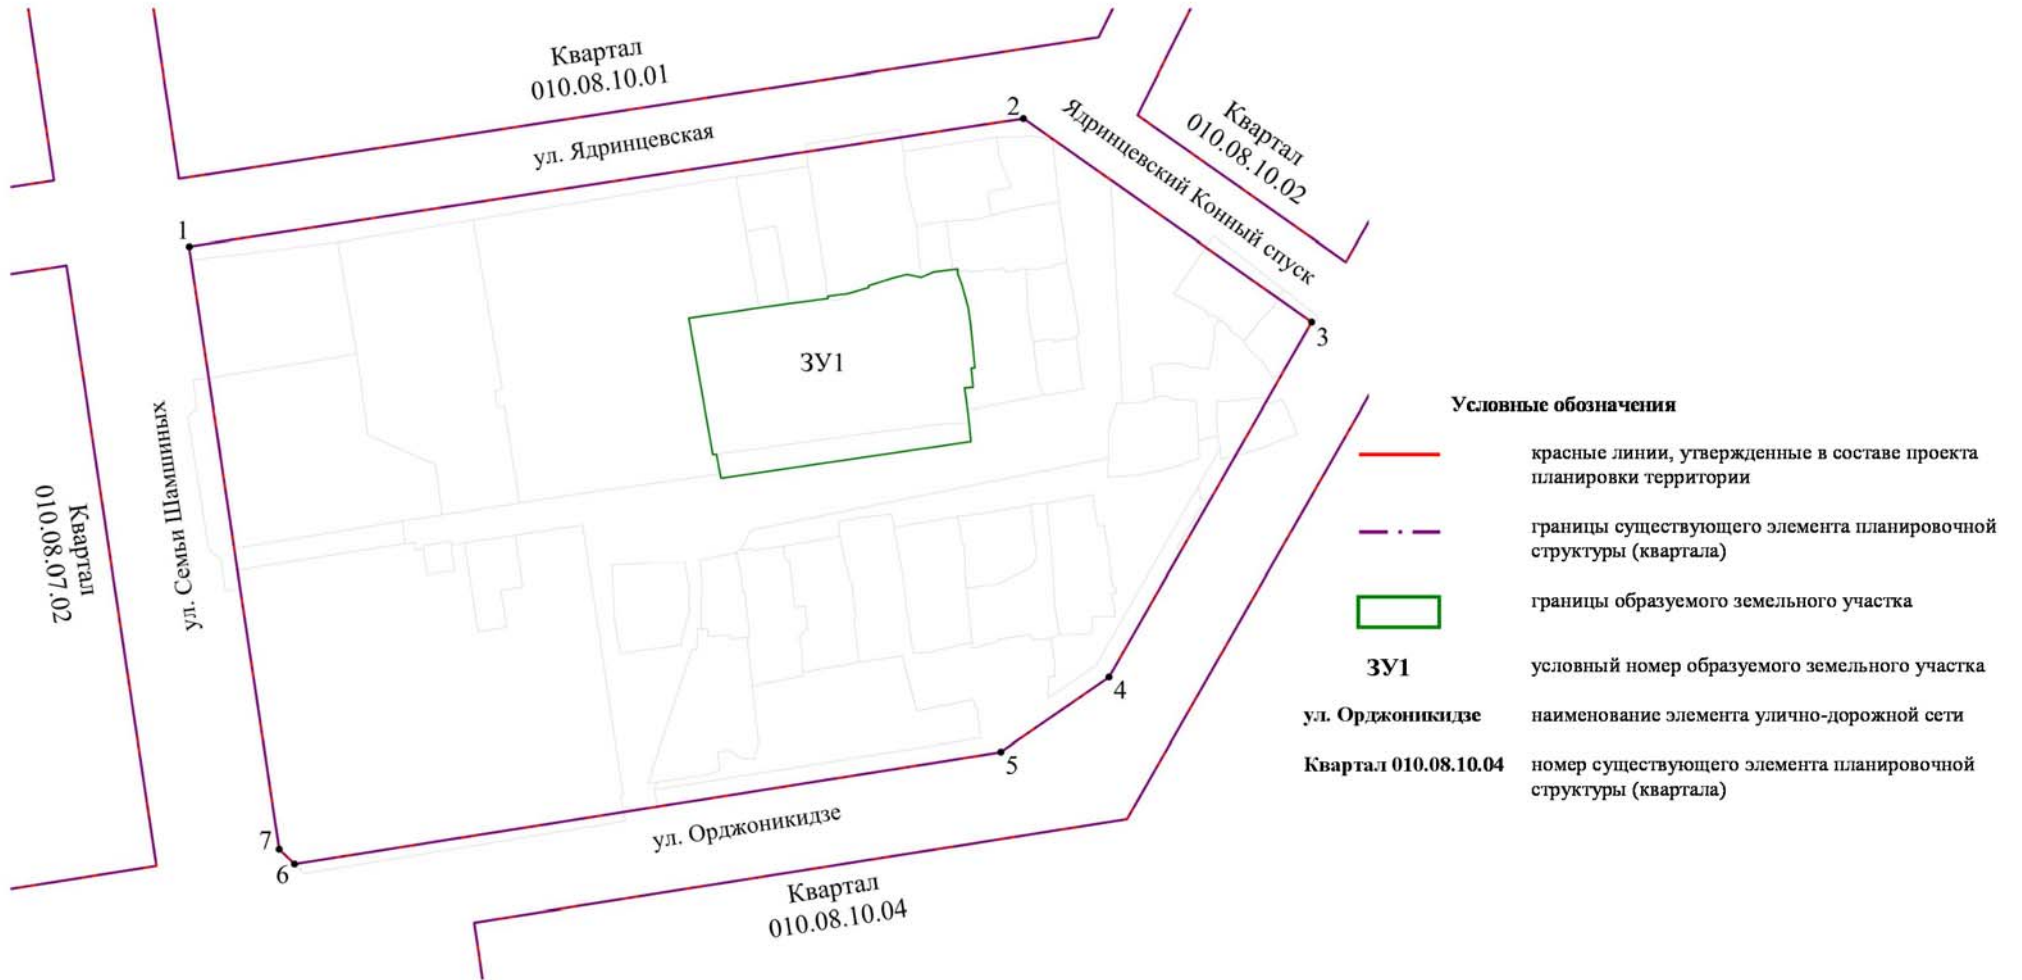 Квартал
010.08.10.01
ул. Ядринцевская
2
Ядринцевский Конный спуск
Квартал
010.08.10.02
1
3
ЗУ1
ул. Семьи Шамшиных
Квартал
010.08.07.02
4
5
7
6
ул. Орджоникидзе
Квартал
010.08.10.04
Условные обозначения
красные линии, утвержденные в составе проекта
планировки территории
границы существующего элемента планировочной
структуры (квартала)
границы образуемого земельного участка
ЗУ1 условный номер образуемого земельного участка
ул. Орджоникидзе наименование элемента улично-дорожной сети
Квартал 010.08.10.04 номер существующего элемента планировочной
структуры (квартала)